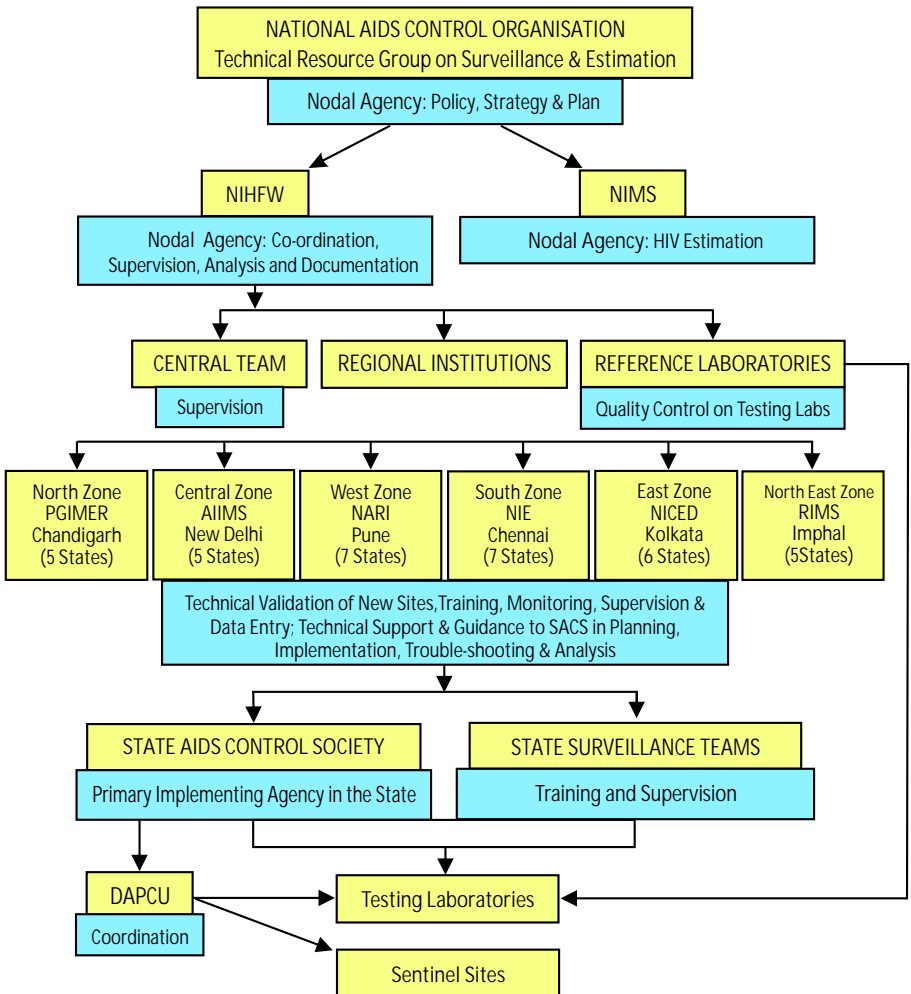 NATIONAL AIDS CONTROL ORGANISATION
Technical Resource Group on Surveillance & Estimation
Nodal Agency: Policy, Strategy & Plan
NIHFW
Nodal Agency: Co-ordination,
Supervision, Analysis and Documentation
NIMS
Nodal Agency: HIV Estimation
CENTRAL TEAM
Supervision
REGIONAL INSTITUTIONS
REFERENCE LABORATORIES
Quality Control on Testing Labs
North Zone
PGIMER
Chandigarh
(5 States)
Central Zone
AIIMS
New Delhi
(5 States)
West Zone
NARI
Pune
(7 States)
South Zone
NIE
Chennai
(7 States)
East Zone
NICED
Kolkata
(6 States)
North East Zone
RIMS
Imphal
(5States)
Technical Validation of New Sites,Training, Monitoring, Supervision &
Data Entry; Technical Support & Guidance to SACS in Planning,
Implementation, Trouble-shooting & Analysis
STATE AIDS CONTROL SOCIETY
Primary Implementing Agency in the State
STATE SURVEILLANCE TEAMS
Training and Supervision
DAPCU
Coordination
Testing Laboratories
Sentinel Sites